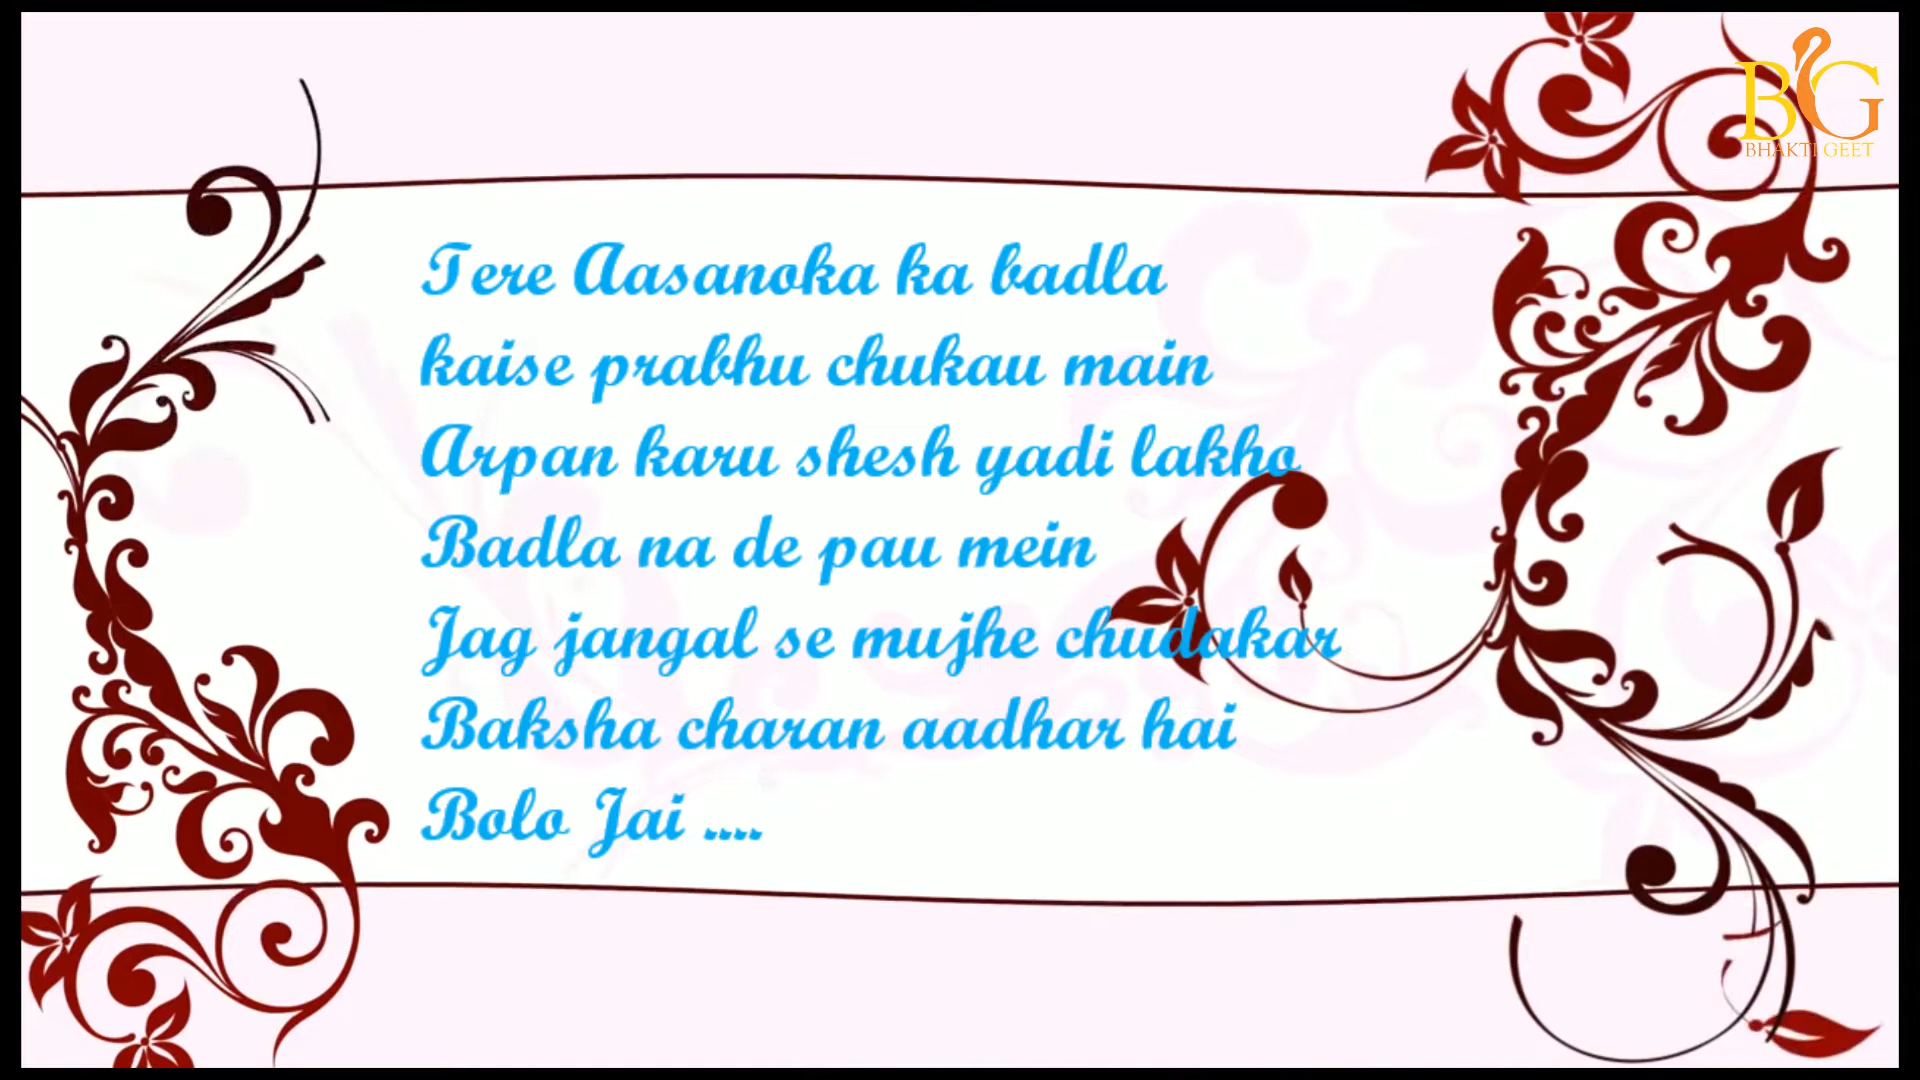 BG
BHAKTI GEET
Tere Aasanoka ka badla
kaise prabhu chukau main
Arpan karu shesh yadi lakho
Badla na de pau mein
Jag jangal se mujhe chudakar
Baksha charan aadhar hai
Bolo Jai ....